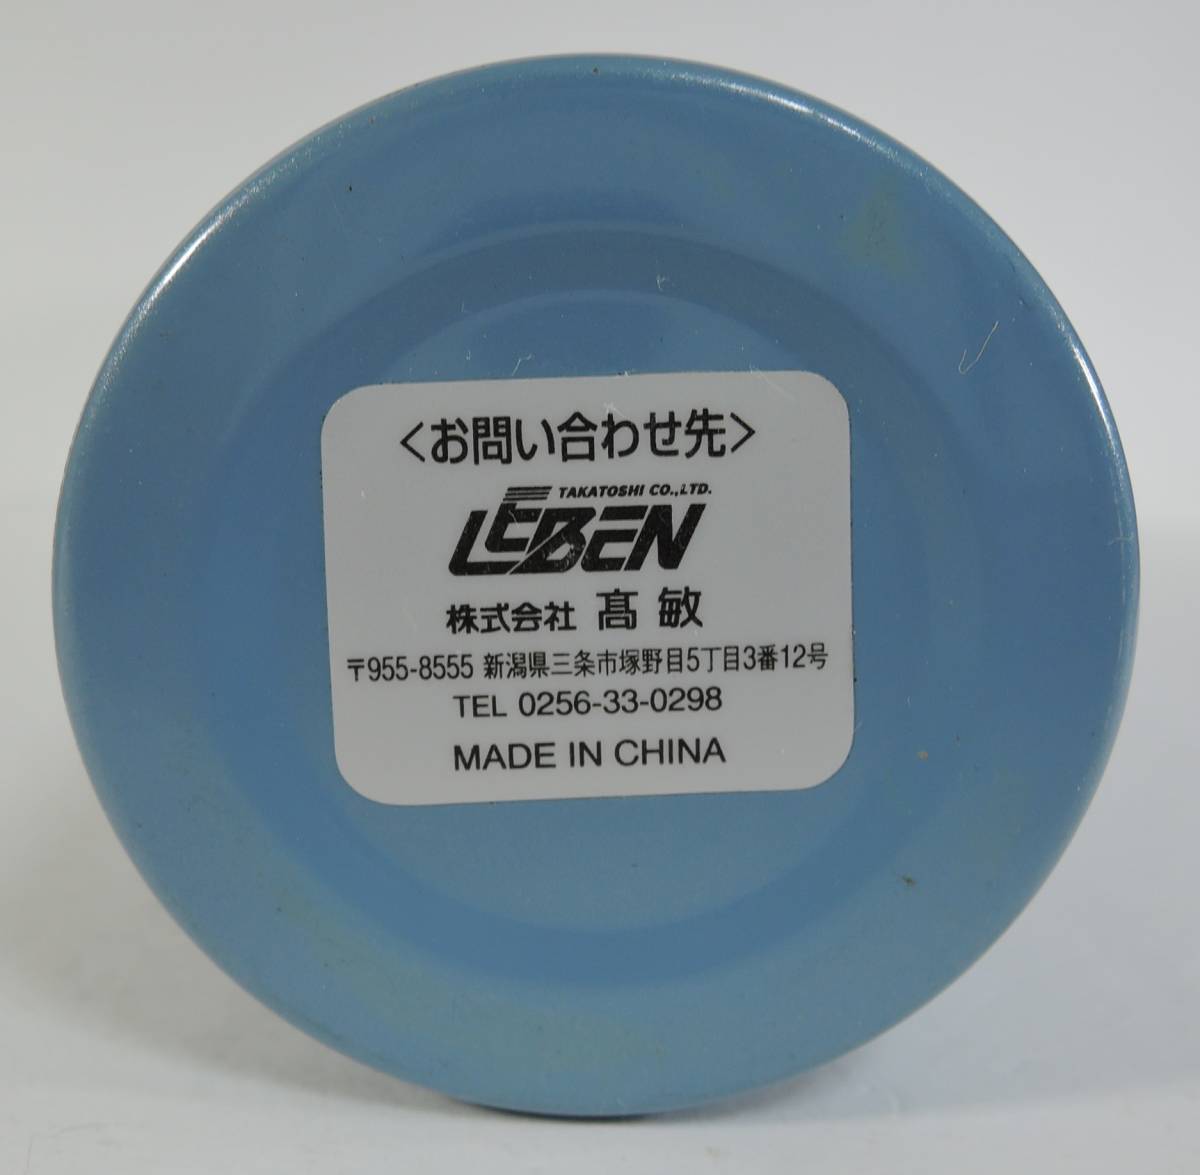 <お問い合わせ先>
TAKATOSHI CO.,LTD.
LEBEN
株式会社 髙敏
〒955-8555 新潟県三条市塚野目5丁目3番12号
TEL 0256-33-0298
MADE IN CHINA